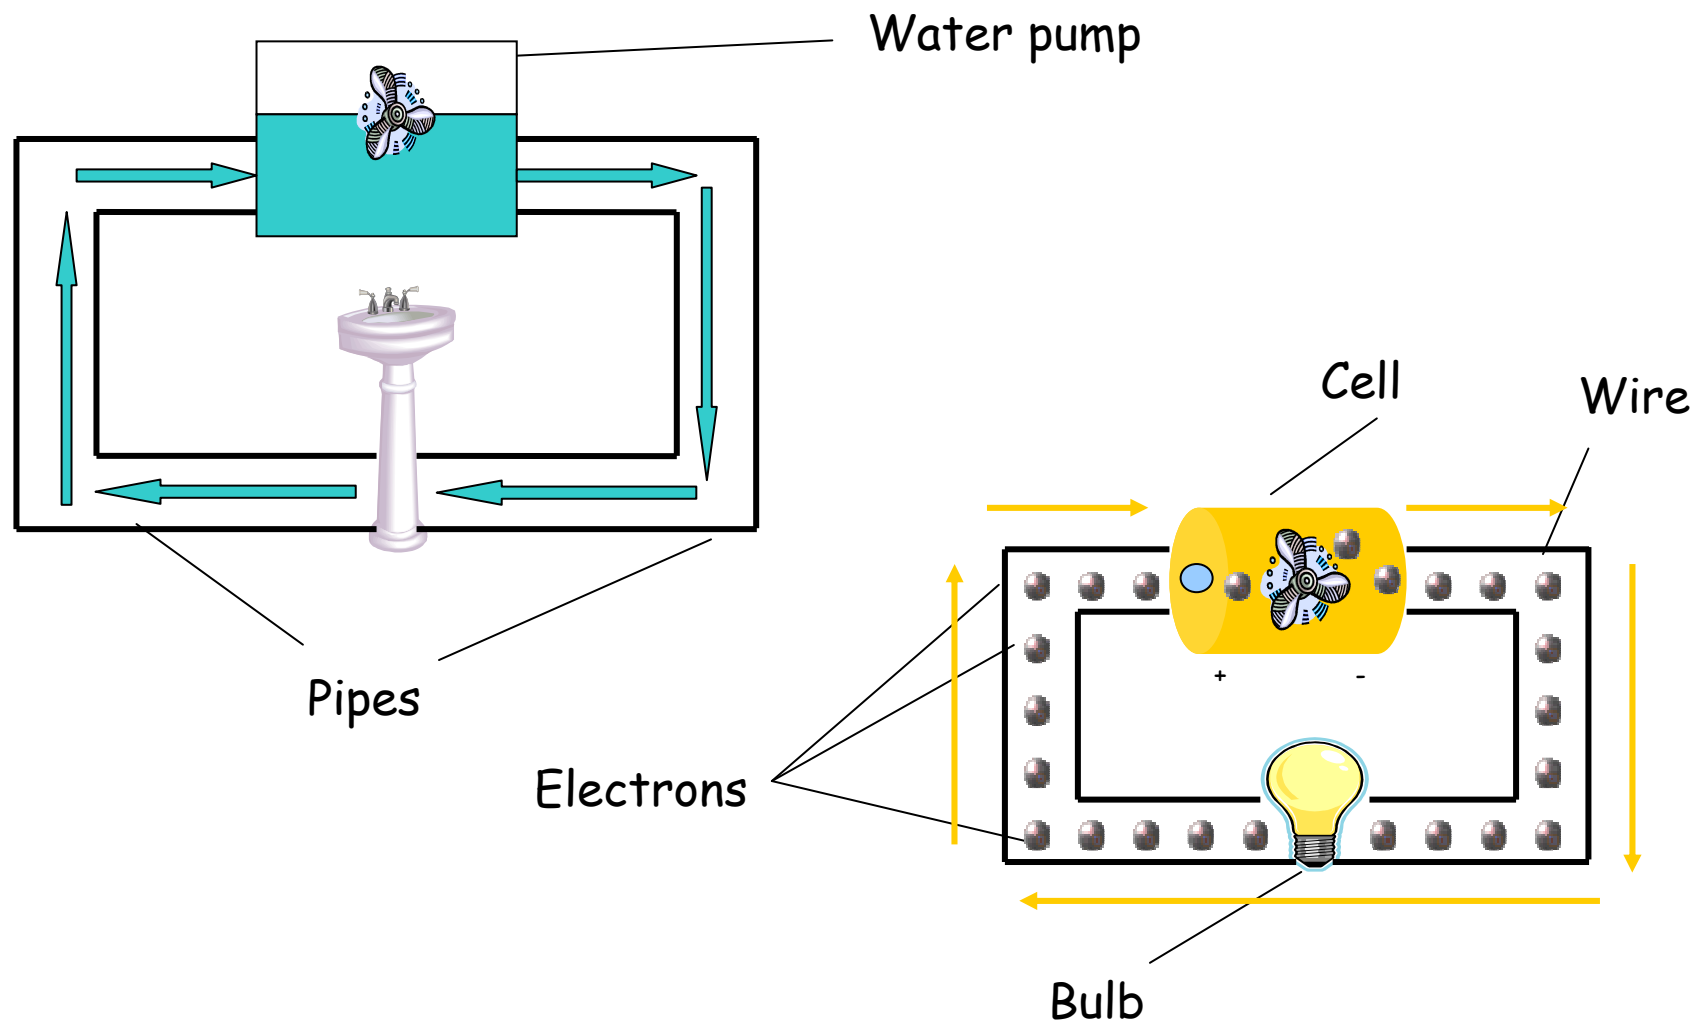 Water pump
Pipes
Cell
Wire
+ -
Electrons
Bulb